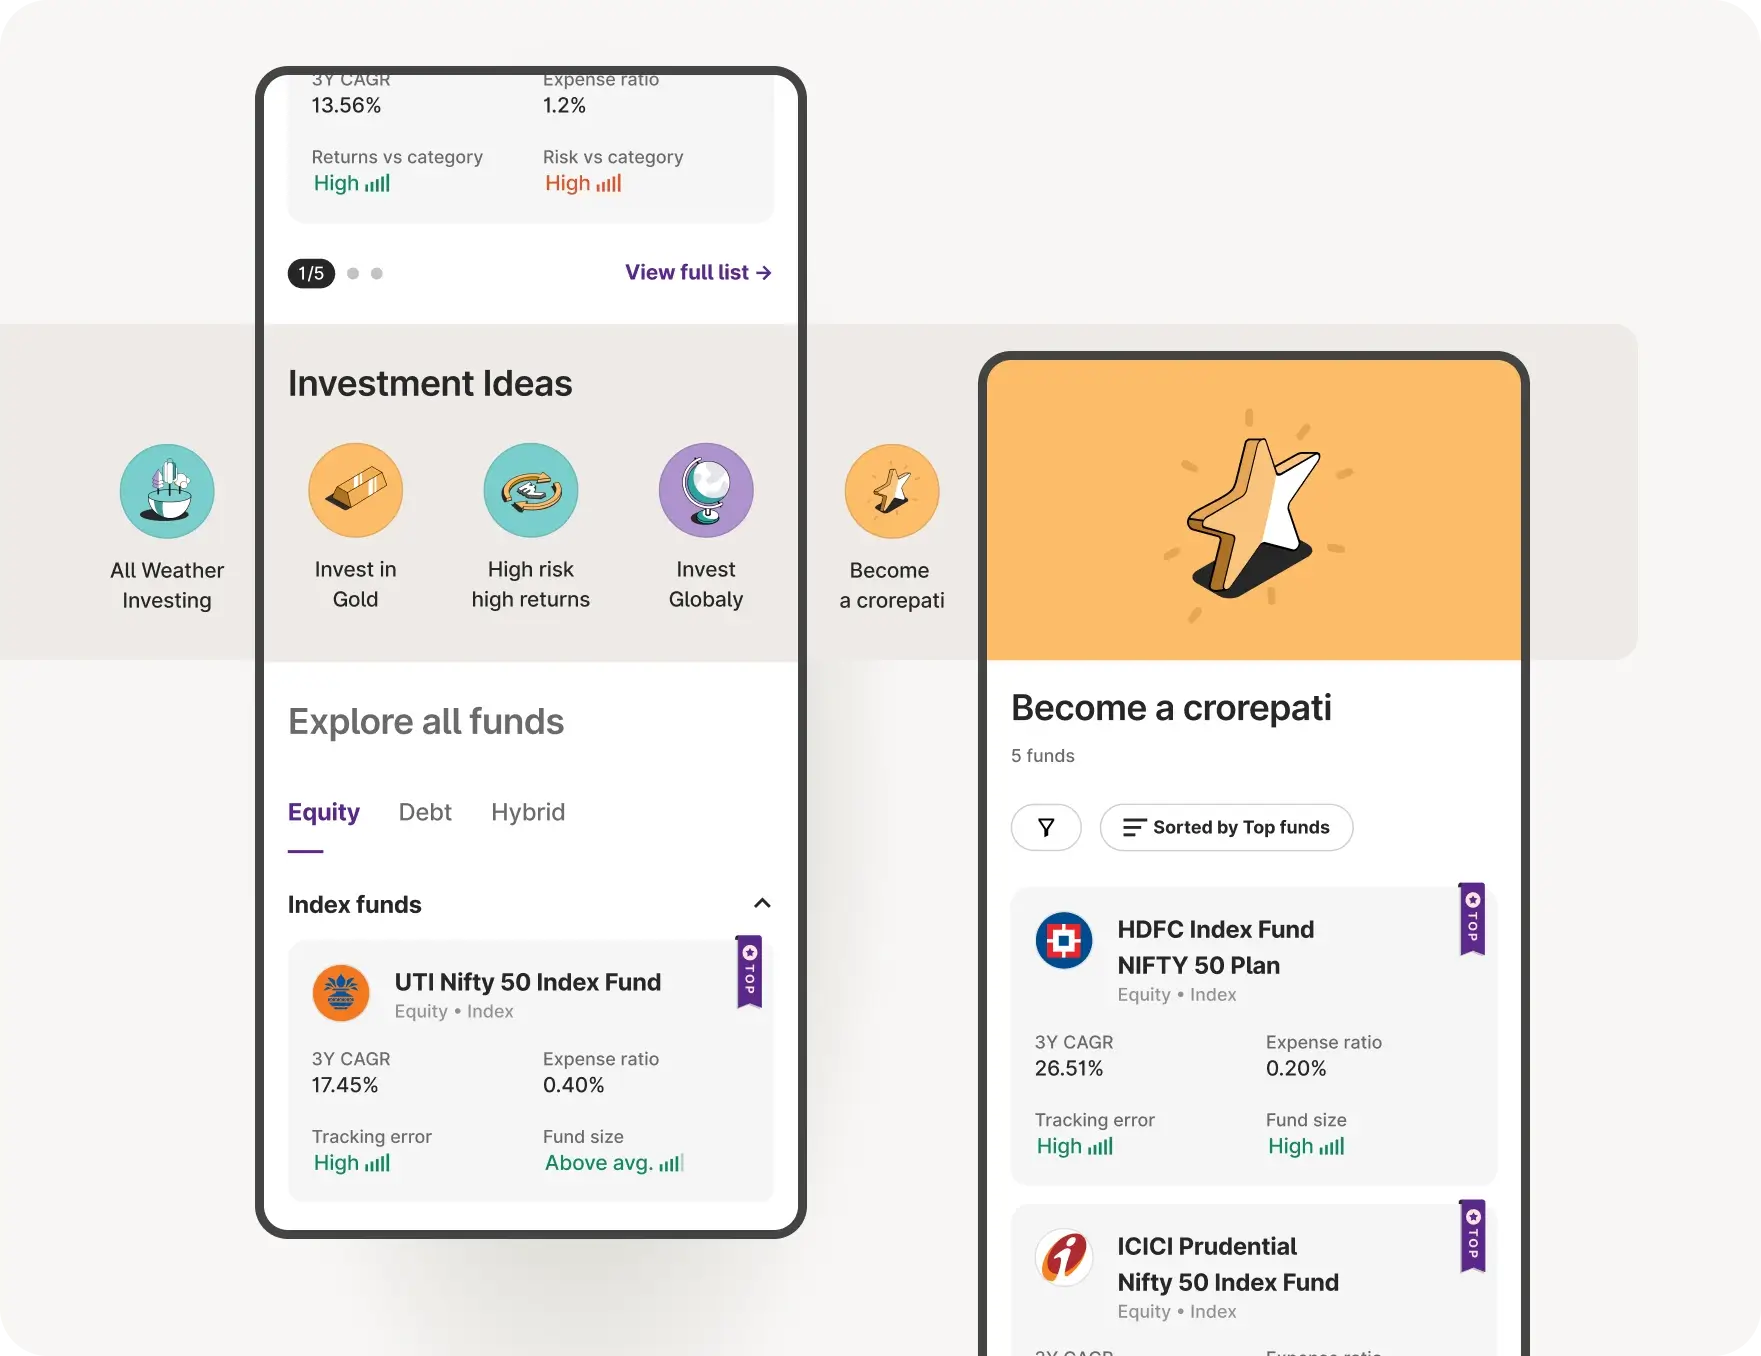 3Y CAGR
Expense ratio
13.56%
1.2%
Returns vs category
Risk vs category
High
High
1/5
View full list →
Investment Ideas
All Weather
Investing
Invest in
Gold
High risk
high returns
Invest
Globaly
Become
a crorepati
Explore all funds
Equity
Debt
Hybrid
Index funds
TOP
UTI Nifty 50 Index Fund
Equity • Index
3Y CAGR
Expense ratio
17.45%
0.40%
Tracking error
Fund size
High
Above avg.
Become a crorepati
5 funds
Sorted by Top funds
TOP
HDFC Index Fund
NIFTY 50 Plan
Equity • Index
3Y CAGR
Expense ratio
26.51%
0.20%
Tracking error
Fund size
High
High
TOP
ICICI Prudential
Nifty 50 Index Fund
Equity • Index
3Y CAGR
Expense ratio